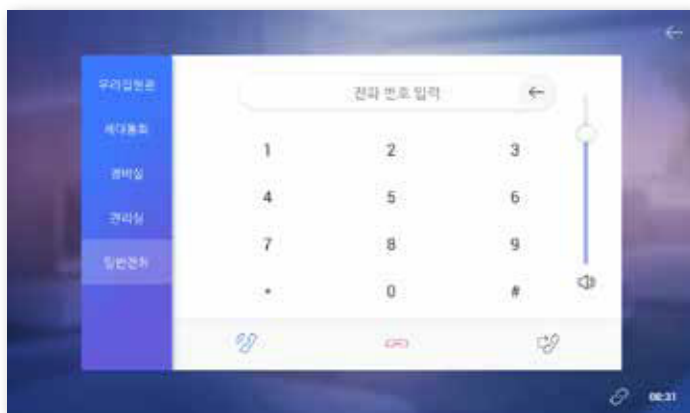 우리집현관
세대통화
경비실
관리실
일반전화
전화 번호 입력
1 2 3
4 5 6
7 8 9
* 0 #
08:31